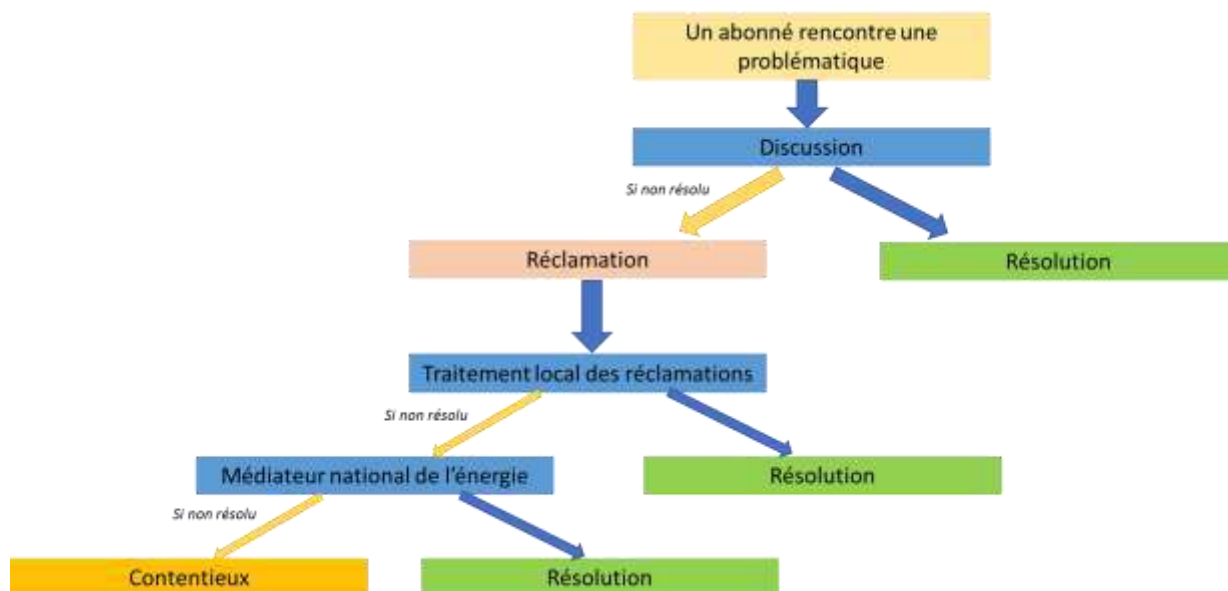 Un abonné rencontre une
problématique
Discussion
Si non résolu
Réclamation
Résolution
Traitement local des réclamations
Si non résolu
Médiateur national de l'énergie
Résolution
Si non résolu
Contentieux
Résolution